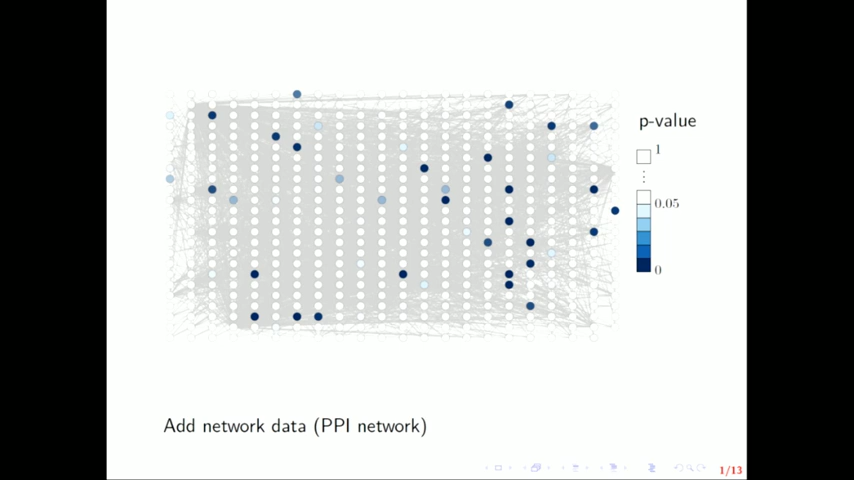 p-value
1
⋮
0.05
0
Add network data (PPI network)
1/13